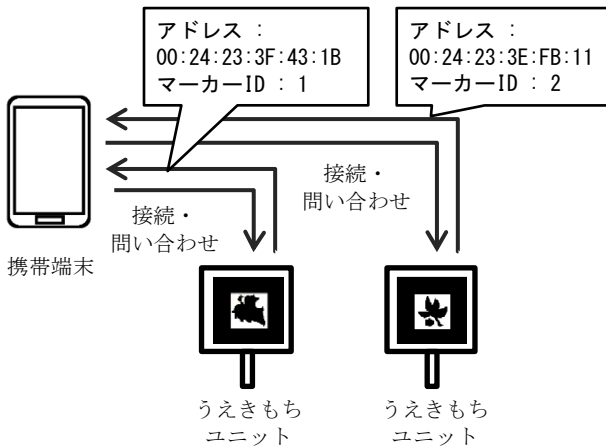 アドレス :
00:24:23:3F:43:1B
マーカーID : 1
アドレス :
00:24:23:3E:FB:11
マーカーID : 2
接続・
問い合わせ
接続・
問い合わせ
携帯端末
うえきもち
ユニット
うえきもち
ユニット